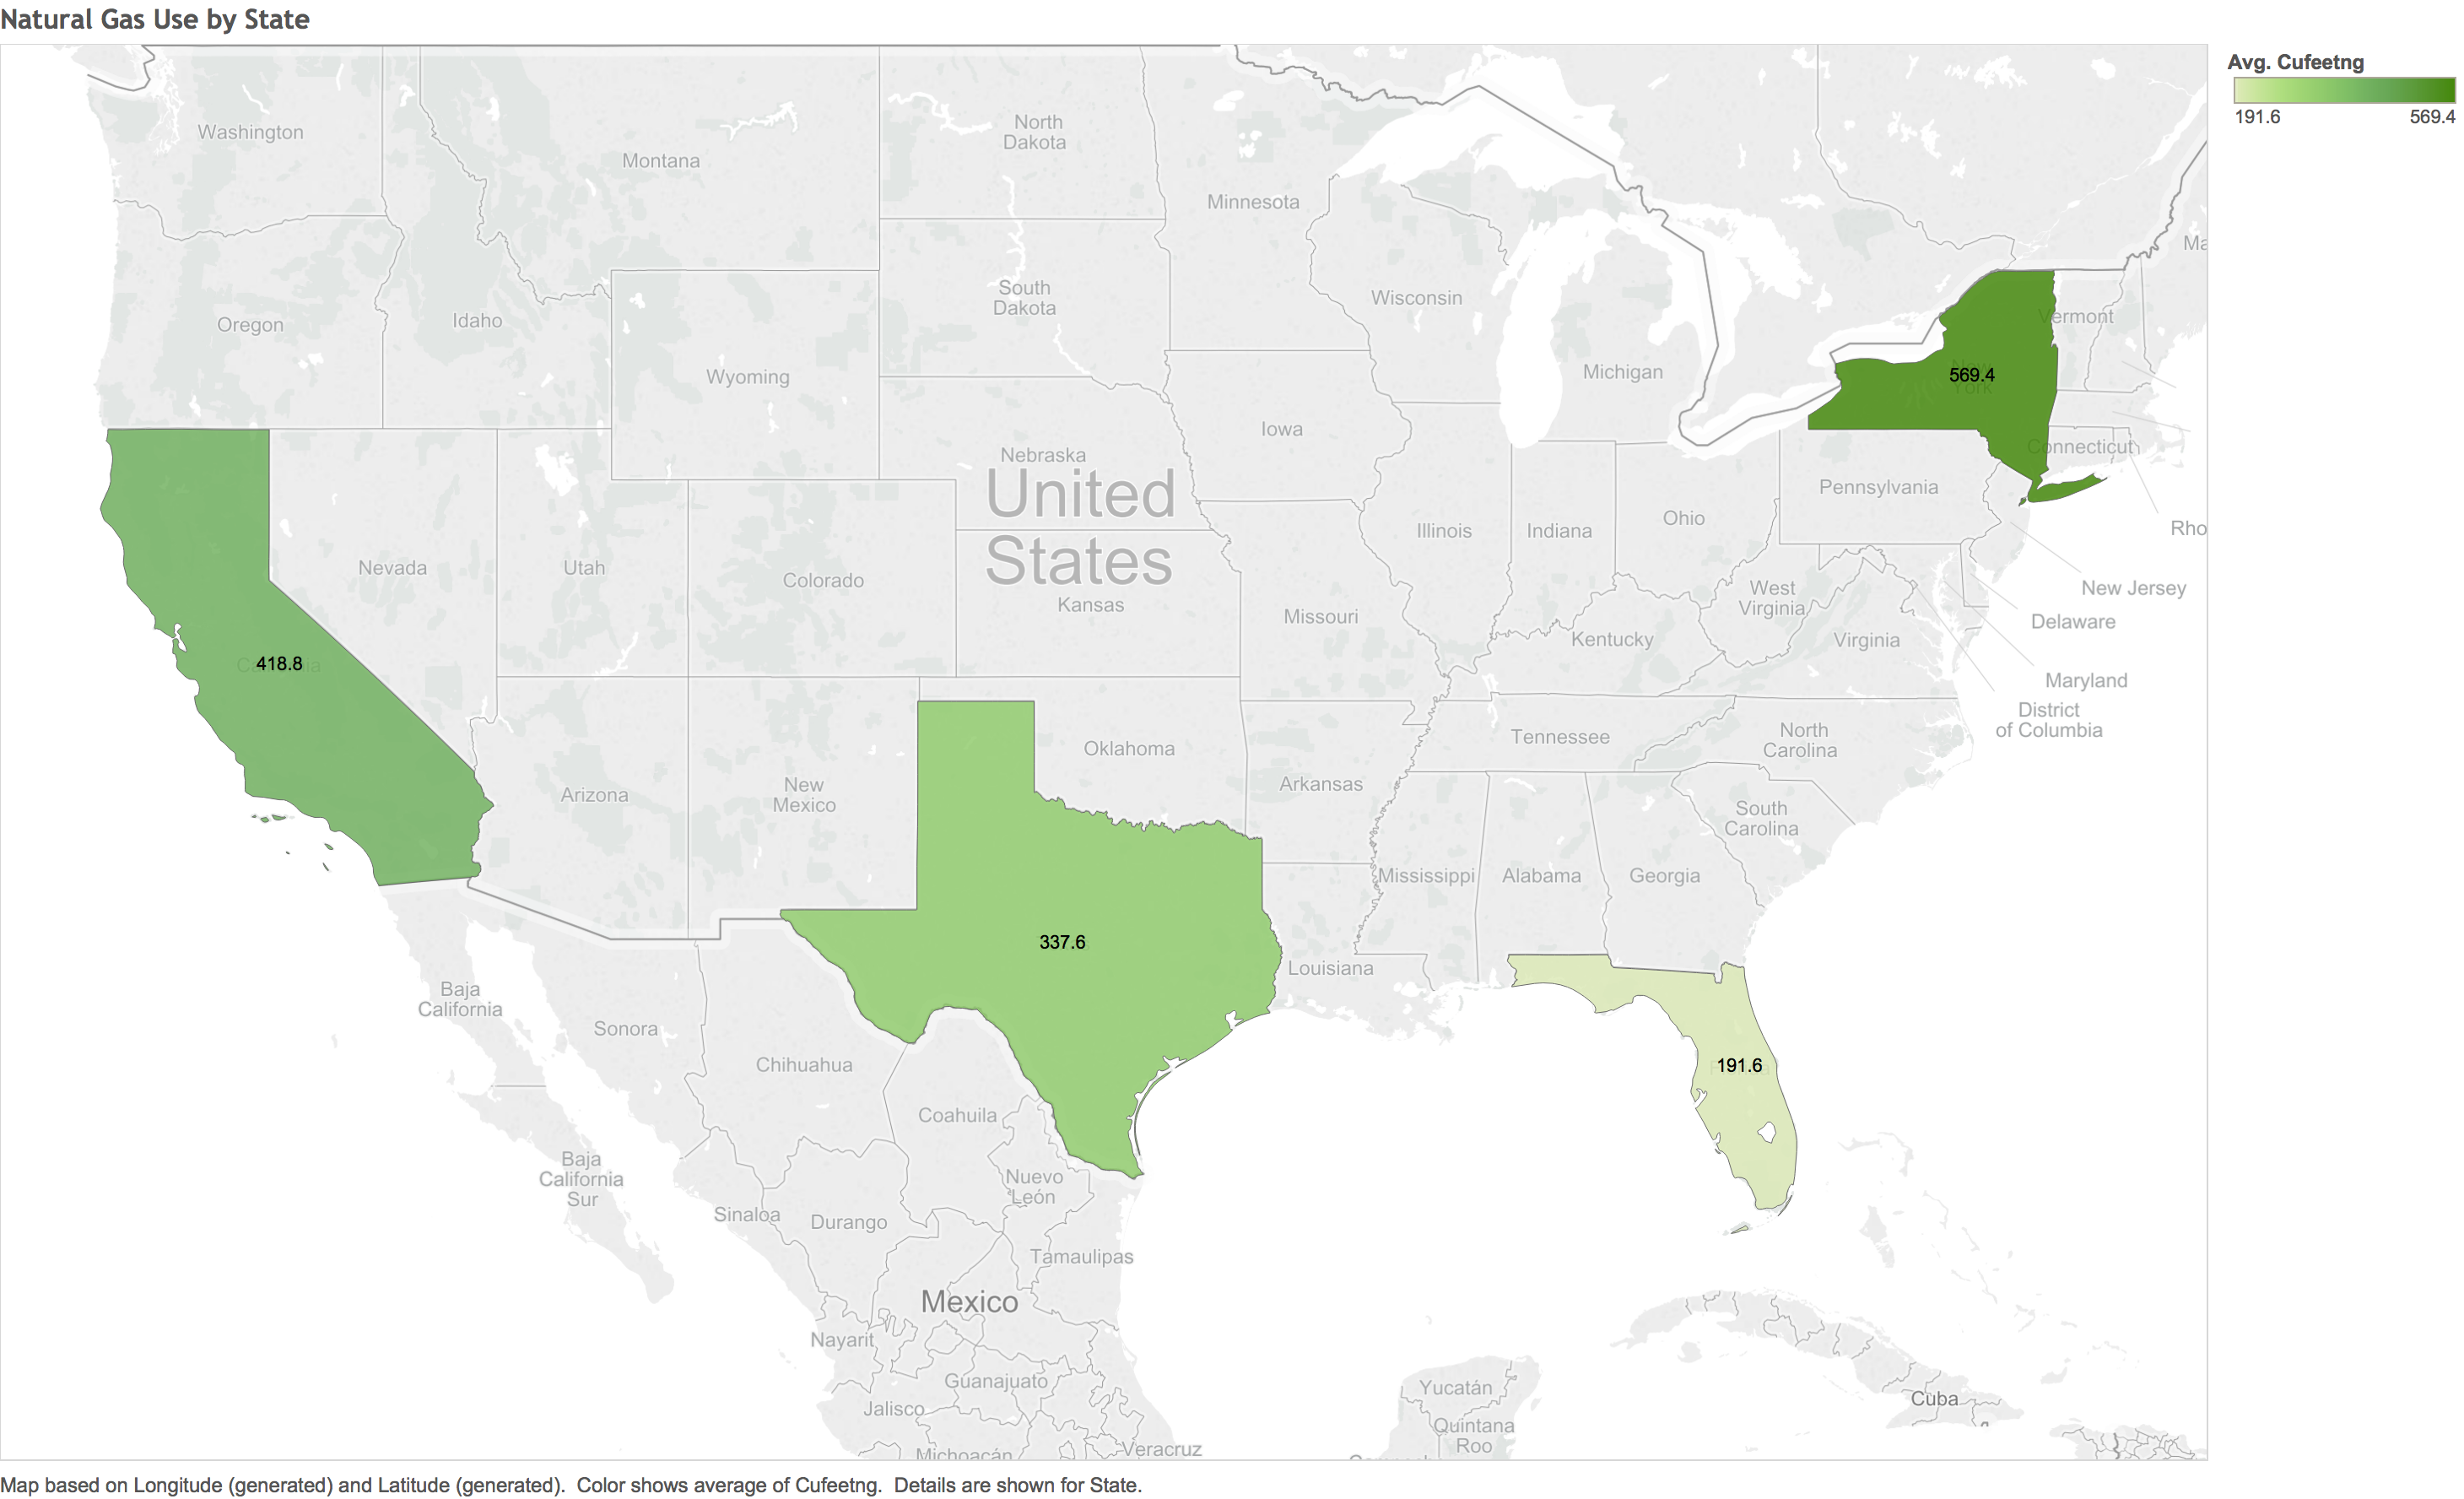 Natural Gas Use by State
Avg. Cufeetng
191.6
569.4
Washington
Montana
North
Dakota
Minnesota
Oregon
Idaho
South
Dakota
Wisconsin
Michigan
Vermont
Wyoming
New
York
569.4
Iowa
Nebraska
Connecticut
Pennsylvania
United
States
Nevada
Utah
Colorado
Kansas
Illinois
Indiana
Ohio
Rho
New Jersey
Missouri
West
Virginia
Kentucky
Virginia
Delaware
Maryland
District
of Columbia
418.8
Oklahoma
Tennessee
North
Carolina
Arizona
New
Mexico
Arkansas
South
Carolina
Mississippi
Alabama
Georgia
337.6
Louisiana
191.6
Baja
California
Sonora
Chihuahua
Coahuila
Baja
California
Sur
Nuevo
León
Sinaloa
Durango
Tamaulipas
Mexico
Nayarit
Guanajuato
Jalisco
Michoacán
Veracruz
Yucatán
Quintana
Roo
Cuba
Map based on Longitude (generated) and Latitude (generated).  Color shows average of Cufeetng.  Details are shown for State.